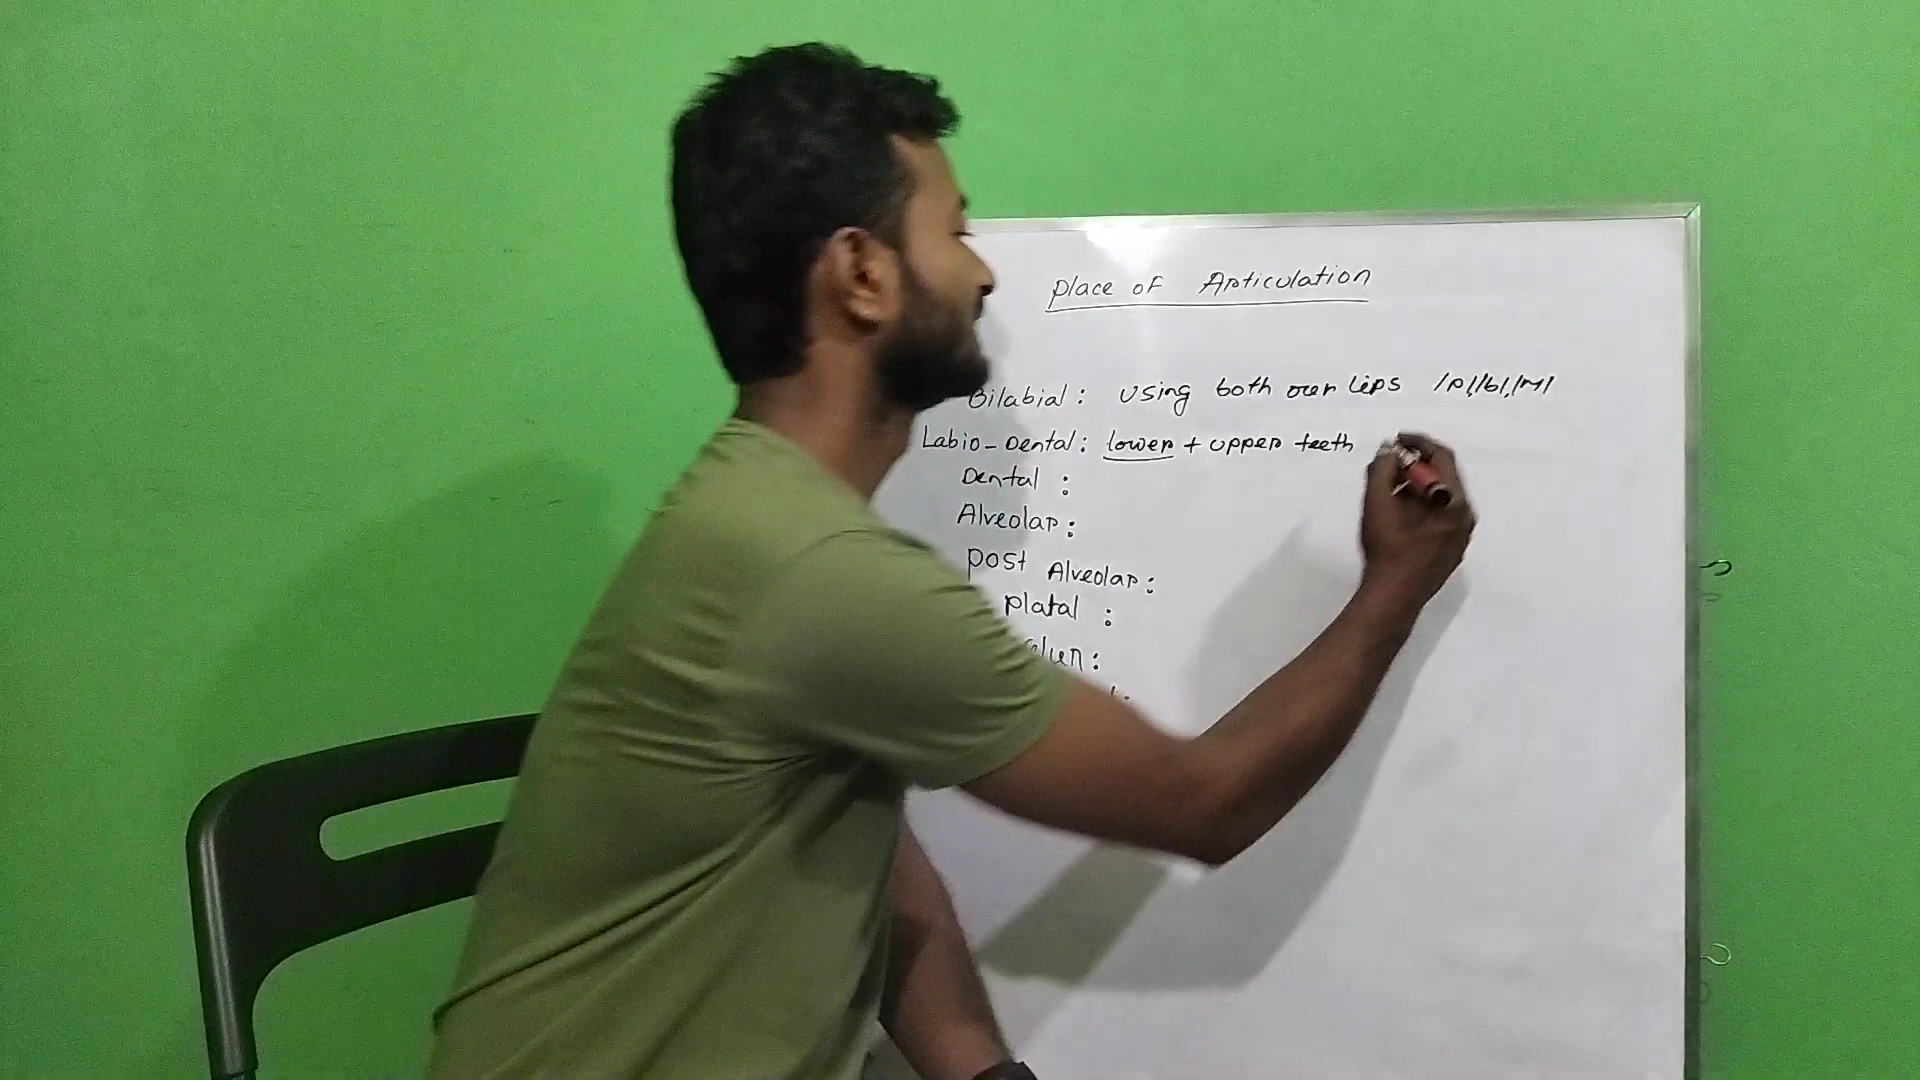 Place of Articulation
Bilabial: Using both our lips /p/,/b/,/m/
Labio-Dental: lower + upper teeth
Dental :
Alveolar:
Post Alveolar:
Platal :